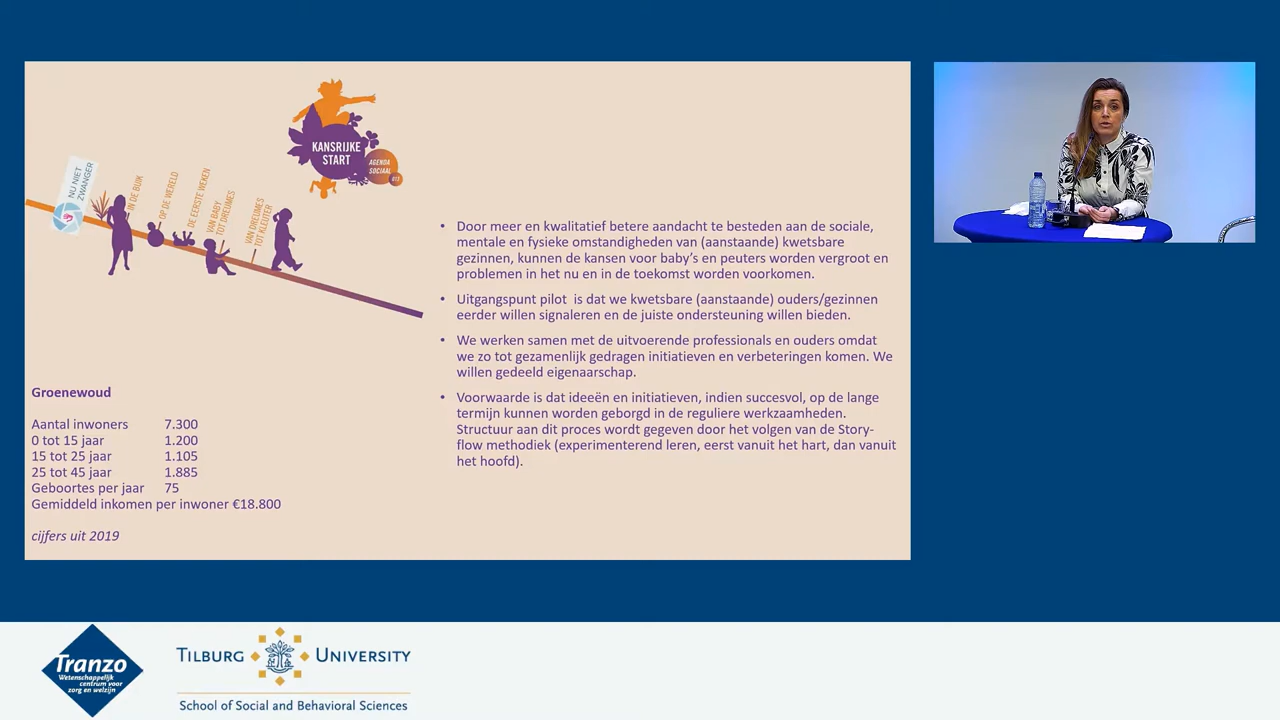 NU NIET
ZWANGER
IN DE BUIK
OP DE WERELD
DE EERSTE WEKEN
VAN BABY
TOT DREUMES
VAN DREUMES
TOT KLEUTER
KANSRIJKE
START
AGENDA
SOCIAAL
013
• Door meer en kwalitatief betere aandacht te besteden aan de sociale,
mentale en fysieke omstandigheden van (aanstaande) kwetsbare
gezinnen, kunnen de kansen voor baby's en peuters worden vergroot en
problemen in het nu en in de toekomst worden voorkomen.
• Uitgangspunt pilot is dat we kwetsbare (aanstaande) ouders/gezinnen
eerder willen signaleren en de juiste ondersteuning willen bieden.
• We werken samen met de uitvoerende professionals en ouders omdat
we zo tot gezamenlijk gedragen initiatieven en verbeteringen komen. We
willen gedeeld eigenaarschap.
• Voorwaarde is dat ideeën en initiatieven, indien succesvol, op de lange
termijn kunnen worden geborgd in de reguliere werkzaamheden.
Structuur aan dit proces wordt gegeven door het volgen van de Story-
flow methodiek (experimenterend leren, eerst vanuit het hart, dan vanuit
het hoofd).
Groenewoud
Aantal inwoners 7.300
0 tot 15 jaar 1.200
15 tot 25 jaar 1.105
25 tot 45 jaar 1.885
Geboortes per jaar 75
Gemiddeld inkomen per inwoner €18.800
cijfers uit 2019
Tranzo
Wetenschappelijk
centrum voor
zorg en welzijn
TILBURG UNIVERSITY
School of Social and Behavioral Sciences